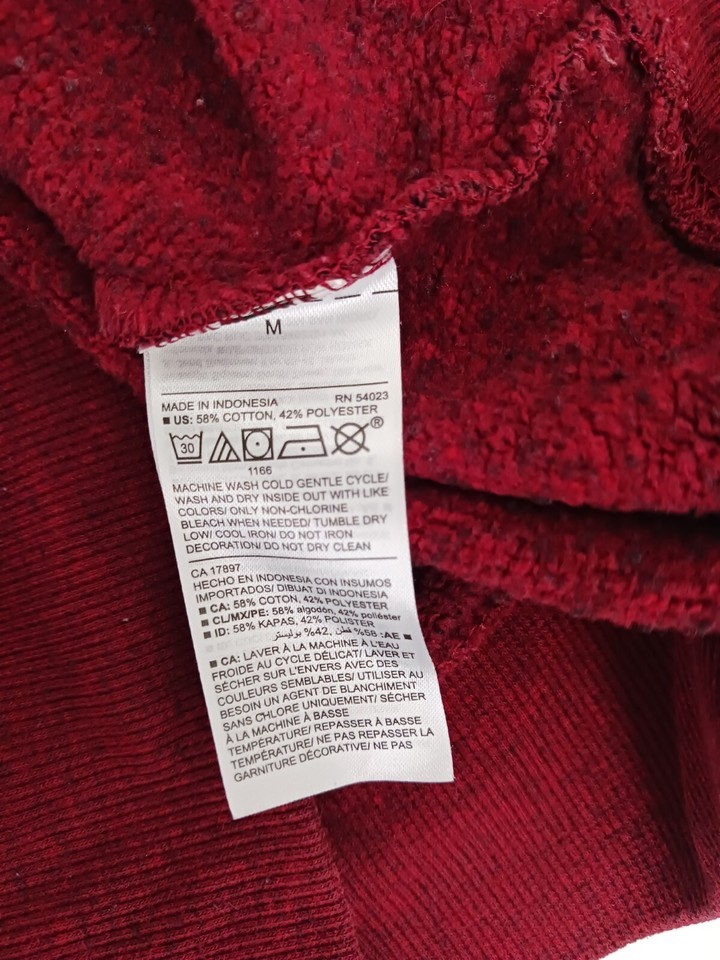 M
MADE IN INDONESIA RN 54023
■ US: 58% COTTON, 42% POLYESTER
30 ®
1166
MACHINE WASH COLD GENTLE CYCLE/
WASH AND DRY INSIDE OUT WITH LIKE
COLORS/ ONLY NON-CHLORINE
BLEACH WHEN NEEDED/ TUMBLE DRY
LOW/ COOL IRON/ DO NOT IRON
DECORATION/ DO NOT DRY CLEAN
CA 17897
HECHO EN INDONESIA CON INSUMOS
IMPORTADOS/ DIBUAT DI INDONESIA
■ CA: 58% COTON, 42% POLYESTER
■ CL/MX/PE: 58% algodón, 42% poliéster
■ ID: 58% KAPAS, 42% POLISTER
■ AE: 58% قطن, 42% بوليستر
■ CA: LAVER À LA MACHINE À L'EAU
FROIDE AU CYCLE DÉLICAT/ LAVER ET
SÉCHER SUR L'ENVERS AVEC DES
COULEURS SEMBLABLES/ UTILISER AU
BESOIN UN AGENT DE BLANCHIMENT
SANS CHLORE UNIQUEMENT/ SÉCHER
À LA MACHINE À BASSE
TEMPÉRATURE/ REPASSER À BASSE
TEMPÉRATURE/ NE PAS REPASSER LA
GARNITURE DÉCORATIVE/ NE PAS